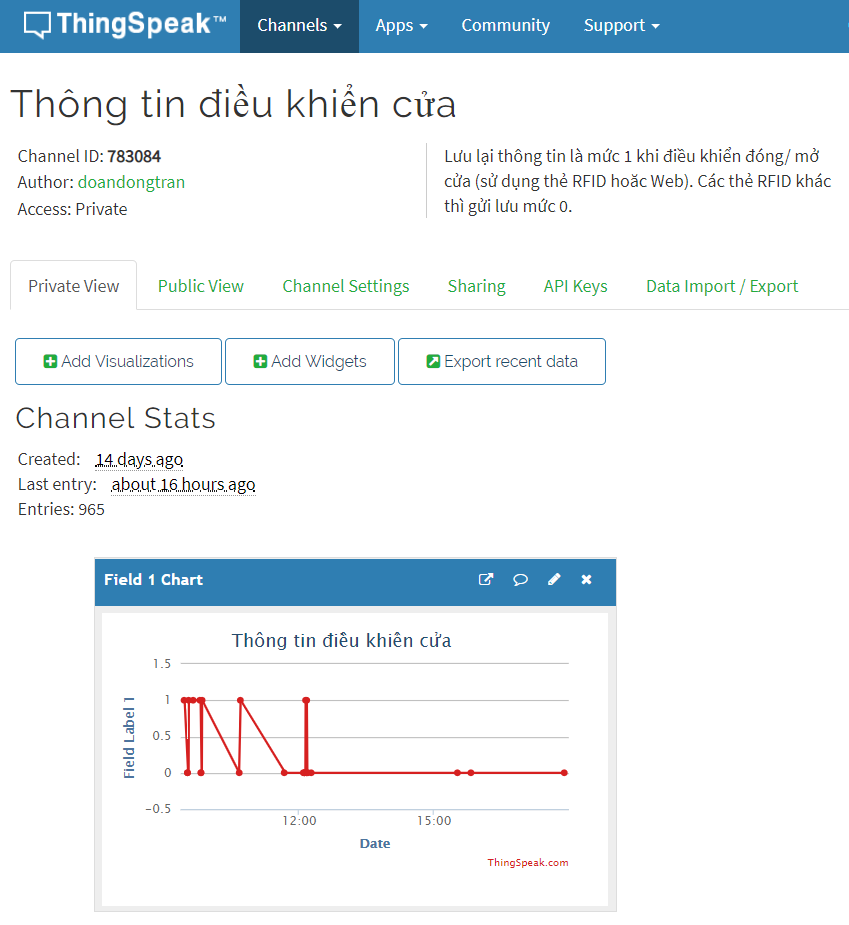 ThingSpeak™ Channels Apps Community Support
Thông tin điều khiển cửa
Channel ID: 783084
Author: doandongtran
Access: Private
Lưu lại thông tin là mức 1 khi điều khiển đóng/ mở
cửa (sử dụng thẻ RFID hoăc Web). Các thẻ RFID khác
thì gửi lưu mức 0.
Private View Public View Channel Settings Sharing API Keys Data Import / Export
Add Visualizations Add Widgets Export recent data
Channel Stats
Created: 14 days ago
Last entry: about 16 hours ago
Entries: 965
Field 1 Chart
Thông tin điều khiển cửa
1.5
1
0.5
0
−0.5
Field Label 1
12:00 15:00
Date
ThingSpeak.com